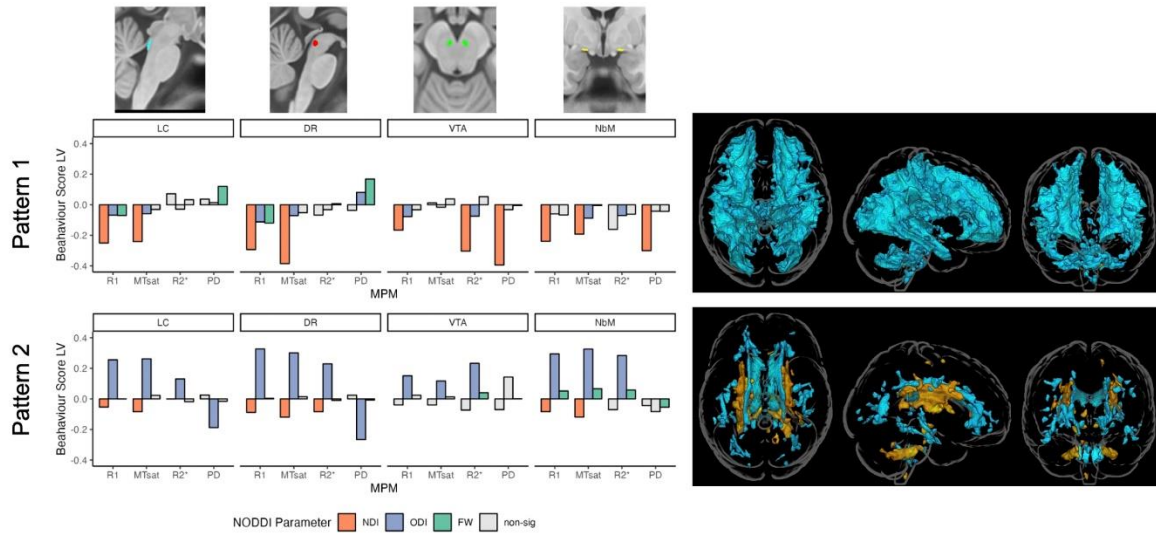 Pattern 1
Beahaviour Score LV
LC
DR
VTA
NbM
0.4
0.2
0.0
-0.2
-0.4
R1 MTsat R2* PD
R1 MTsat R2* PD
R1 MTsat R2* PD
R1 MTsat R2* PD
MPM
Pattern 2
Beahaviour Score LV
LC
DR
VTA
NbM
0.4
0.2
0.0
-0.2
-0.4
R1 MTsat R2* PD
R1 MTsat R2* PD
R1 MTsat R2* PD
R1 MTsat R2* PD
MPM
NODDI Parameter NDI ODI FW non-sig